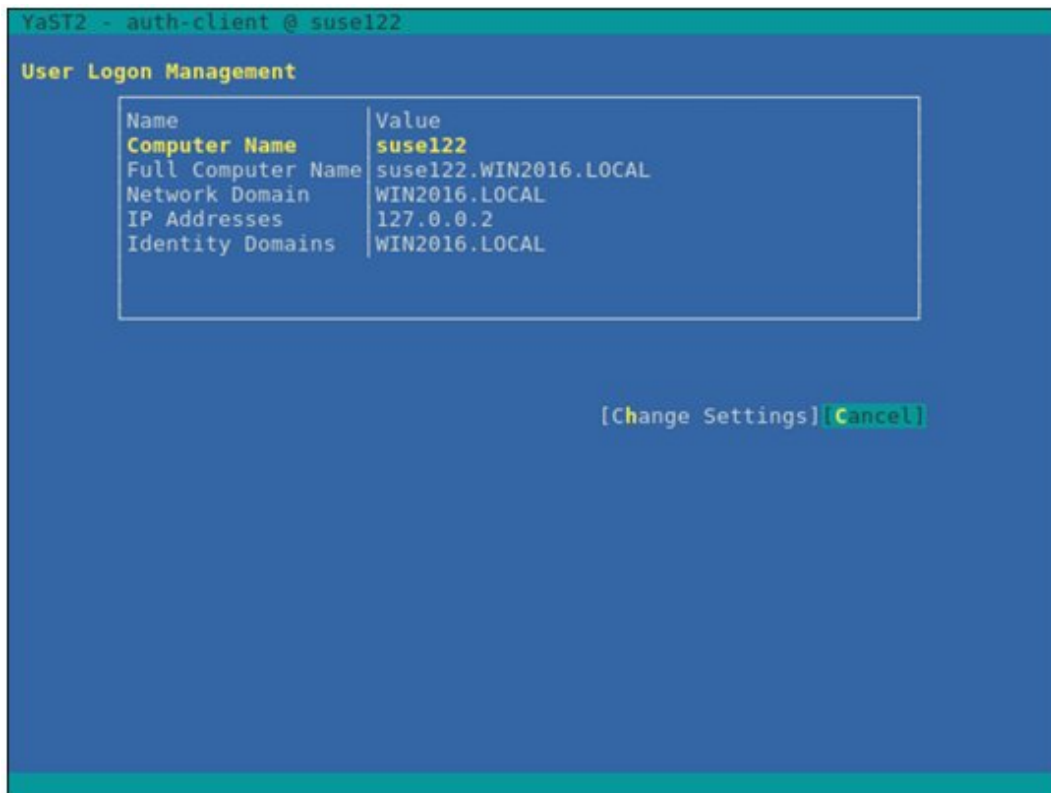 YaST2 - auth-client @ suse122
User Logon Management
Name Value
Computer Name suse122
Full Computer Name suse122.WIN2016.LOCAL
Network Domain WIN2016.LOCAL
IP Addresses 127.0.0.2
Identity Domains WIN2016.LOCAL
[Change Settings][Cancel]